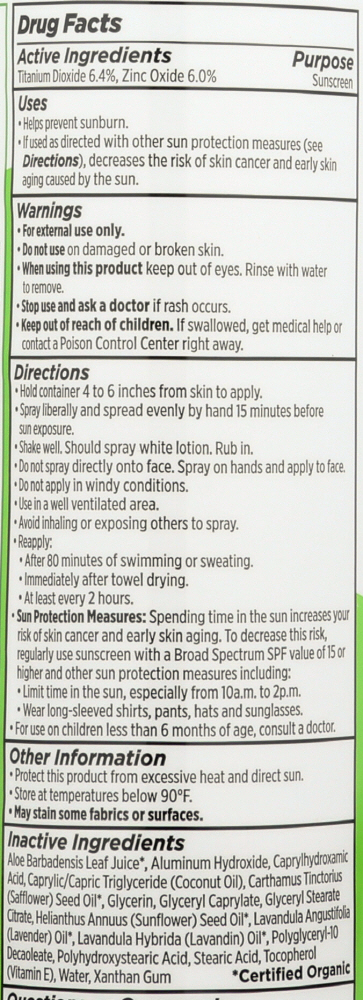 Drug Facts
Active Ingredients Purpose
Titanium Dioxide 6.4%, Zinc Oxide 6.0% Sunscreen
Uses
• Helps prevent sunburn.
• If used as directed with other sun protection measures (see
Directions), decreases the risk of skin cancer and early skin
aging caused by the sun.
Warnings
• For external use only.
• Do not use on damaged or broken skin.
• When using this product keep out of eyes. Rinse with water
to remove.
• Stop use and ask a doctor if rash occurs.
• Keep out of reach of children. If swallowed, get medical help or
contact a Poison Control Center right away.
Directions
• Hold container 4 to 6 inches from skin to apply.
• Spray liberally and spread evenly by hand 15 minutes before
sun exposure.
• Shake well. Should spray white lotion. Rub in.
• Do not spray directly onto face. Spray on hands and apply to face.
• Do not apply in windy conditions.
• Use in a well ventilated area.
• Avoid inhaling or exposing others to spray.
• Reapply:
• After 80 minutes of swimming or sweating.
• Immediately after towel drying.
• At least every 2 hours.
• Sun Protection Measures: Spending time in the sun increases your
risk of skin cancer and early skin aging. To decrease this risk,
regularly use sunscreen with a Broad Spectrum SPF value of 15 or
higher and other sun protection measures including:
• Limit time in the sun, especially from 10a.m. to 2p.m.
• Wear long-sleeved shirts, pants, hats and sunglasses.
• For use on children less than 6 months of age, consult a doctor.
Other Information
• Protect this product from excessive heat and direct sun.
• Store at temperatures below 90°F.
• May stain some fabrics or surfaces.
Inactive Ingredients
Aloe Barbadensis Leaf Juice*, Aluminum Hydroxide, Caprylhydroxamic
Acid, Caprylic/Capric Triglyceride (Coconut Oil), Carthamus Tinctorius
(Safflower) Seed Oil*, Glycerin, Glyceryl Caprylate, Glyceryl Stearate
Citrate, Helianthus Annuus (Sunflower) Seed Oil*, Lavandula Angustifolia
(Lavender) Oil*, Lavandula Hybrida (Lavandin) Oil*, Polyglyceryl-10
Decaoleate, Polyhydroxystearic Acid, Stearic Acid, Tocopherol
(Vitamin E), Water, Xanthan Gum *Certified Organic